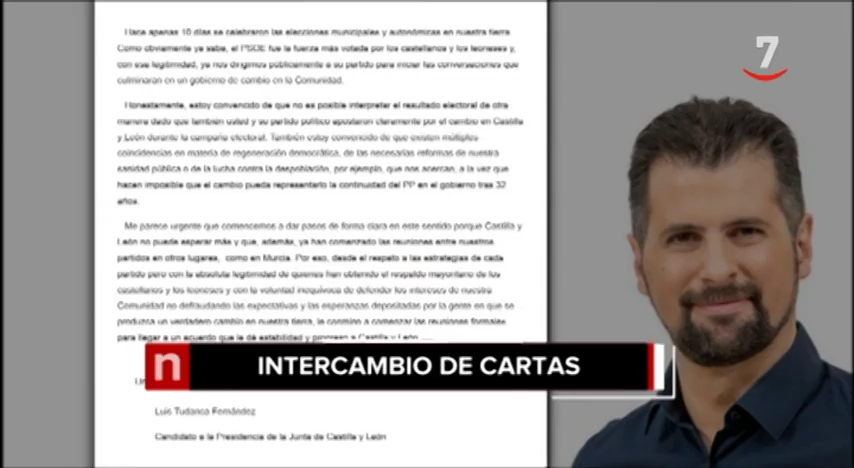 Hace apenas 10 días se celebraron las elecciones municipales y autonómicas en nuestra tierra
Como obviamente ya sabe, el PSOE fue la fuerza más votada por los castellanos y los leoneses y,
con esa legitimidad, ya nos dirigimos públicamente a su partido para iniciar las conversaciones que
culminaran en un gobierno de cambio en la Comunidad.
Honestamente, estoy convencido de que no es posible interpretar el resultado electoral de otra
manera dado que también usted y su partido político apostaron claramente por el cambio en Castilla
y León durante la campaña electoral. También estoy convencido de que existen múltiples
coincidencias en materia de regeneración democrática, de las necesarias reformas de nuestra
sanidad pública o de la lucha contra la despoblación, por ejemplo, que nos acercan, a la vez que
hacen imposible que el cambio pueda representarlo la continuidad del PP en el gobierno tras 32
años.
Me parece urgente que comencemos a dar pasos de forma clara en este sentido porque Castilla y
León no puede esperar más y que, además, ya han comenzado las reuniones entre nuestros
partidos en otros lugares, como en Murcia. Por eso, desde el respeto a las estrategias de cada
partido pero con la absoluta legitimidad de quienes han obtenido el respaldo mayoritario de los
castellanos y los leoneses y con la voluntad inequívoca de defender los intereses de nuestra
Comunidad no defraudando las expectativas y las esperanzas depositadas por la gente en que se
produzca un verdadero cambio en nuestra tierra, le conmino a comenzar las reuniones formales
para llegar a un acuerdo que le dé estabilidad y progreso a Castilla y León
n INTERCAMBIO DE CARTAS
Luis Tudanca Fernández
Candidato a la Presidencia de la Junta de Castilla y León
7